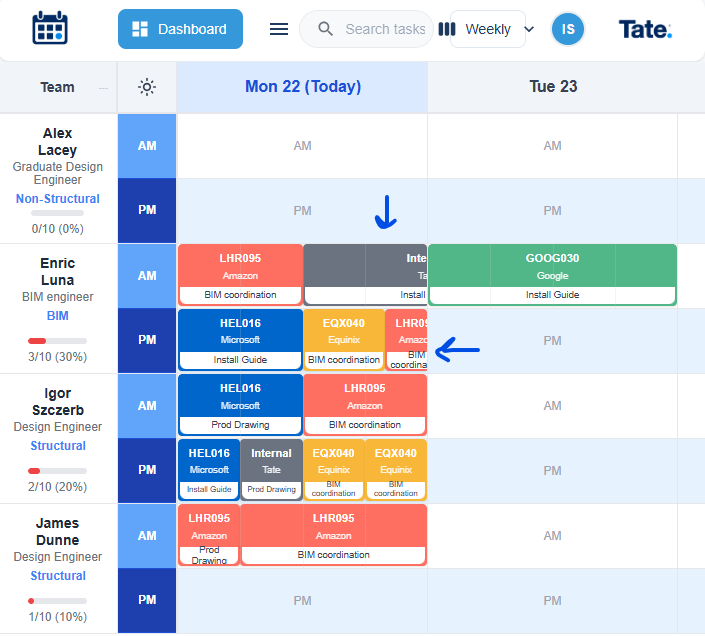 Dashboard
Search tasks
Weekly
IS
Tate.
Team
Mon 22 (Today)
Tue 23
Alex
Lacey
Graduate Design
Engineer
Non-Structural
0/10 (0%)
AM
AM
AM
PM
PM
PM
Enric
Luna
BIM engineer
BIM
3/10 (30%)
AM
LHR095
Amazon
BIM coordination
Inte
Ta
Install
GOOG030
Google
Install Guide
PM
HEL016
Microsoft
Install Guide
EQX040
Equinix
BIM coordination
LHR09
Amazo
BIM
coordina
PM
Igor
Szczerb
Design Engineer
Structural
2/10 (20%)
AM
HEL016
Microsoft
Prod Drawing
LHR095
Amazon
BIM coordination
AM
PM
HEL016
Microsoft
Install Guide
Internal
Tate
Prod Drawing
EQX040
Equinix
BIM
coordination
EQX040
Equinix
BIM
coordination
PM
James
Dunne
Design Engineer
Structural
1/10 (10%)
AM
LHR095
Amazon
Prod
Drawing
LHR095
Amazon
BIM coordination
AM
PM
PM
PM